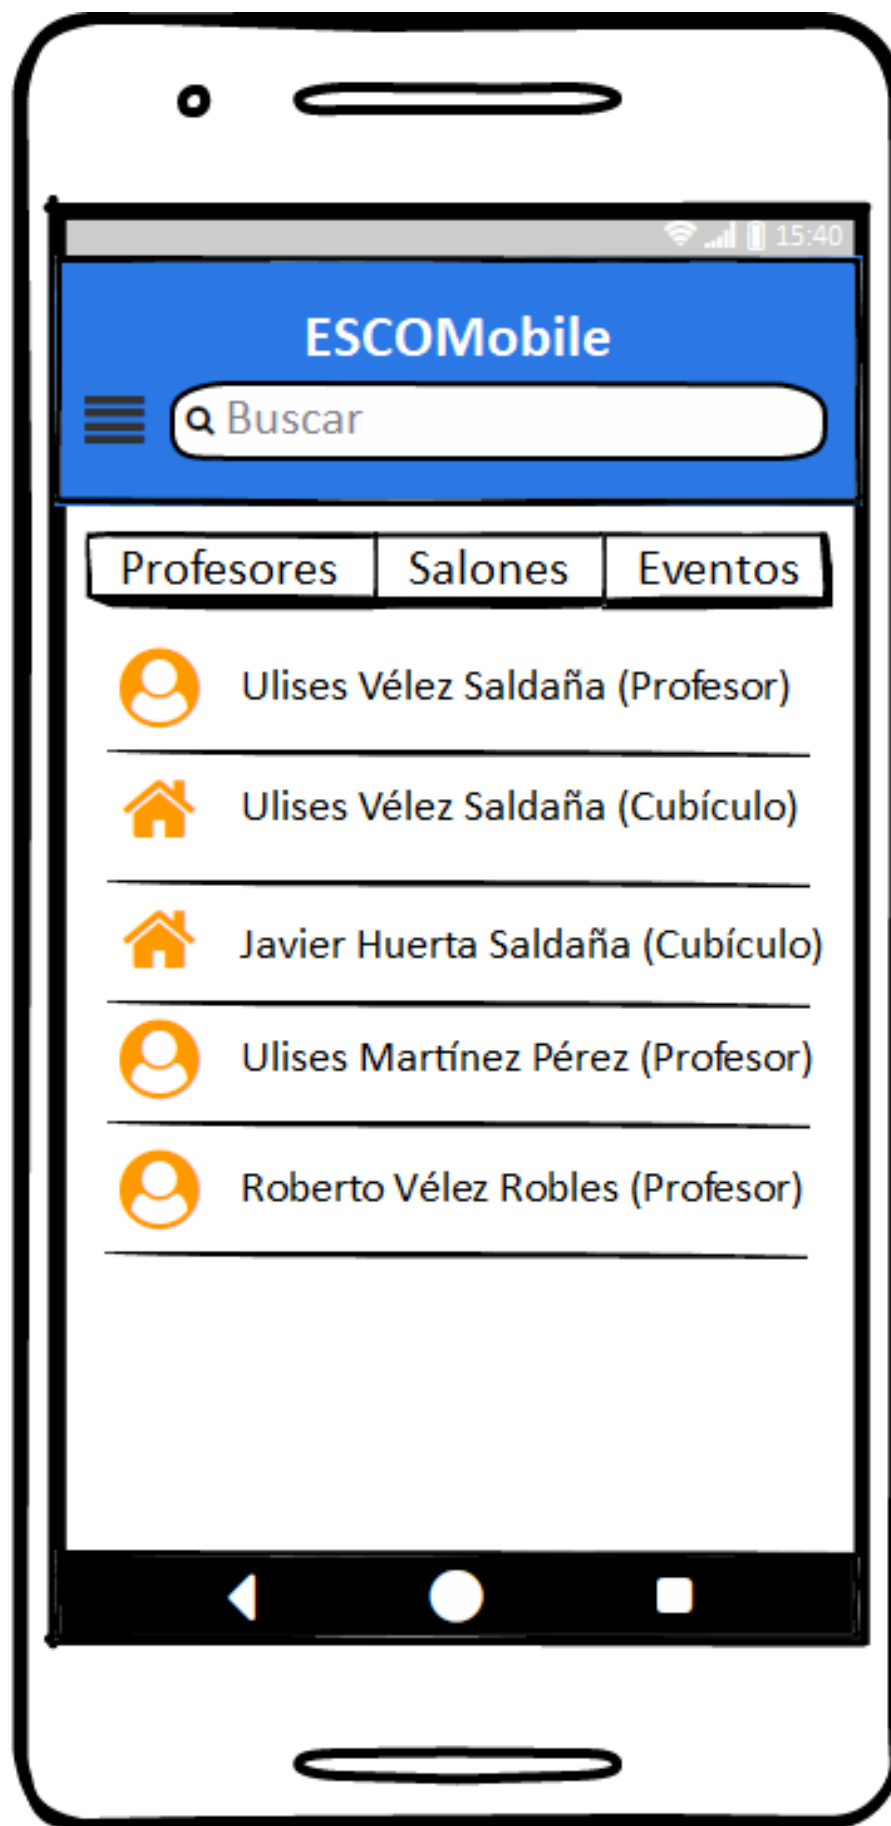 15:40
ESCOMobile
Buscar
Profesores Salones Eventos
Ulises Vélez Saldaña (Profesor)
Ulises Vélez Saldaña (Cubículo)
Javier Huerta Saldaña (Cubículo)
Ulises Martínez Pérez (Profesor)
Roberto Vélez Robles (Profesor)